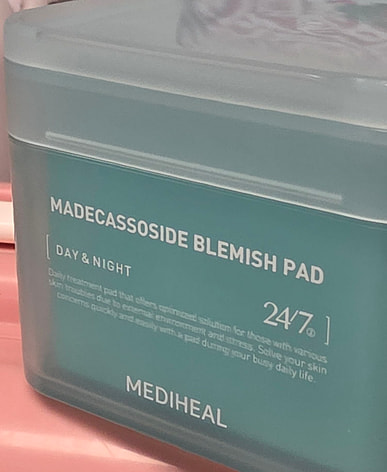 MADECASSOSIDE BLEMISH PAD
[ DAY & NIGHT
24/7 ]
Daily treatment pad that offers optimized solution for those with various
skin troubles due to external environment and stress. Solve your skin
concerns quickly and easily with a pad during your busy daily life.
MEDIHEAL